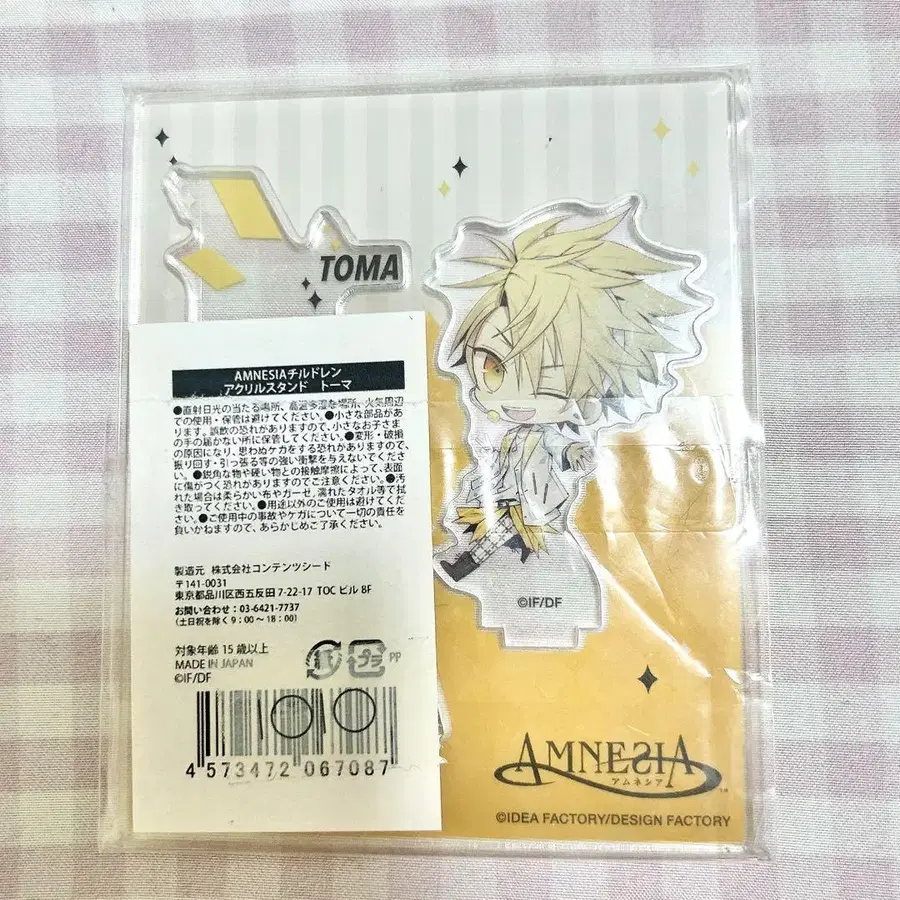 TOMA
AMNESIAチルドレン
アクリルスタンド トーマ
●直射日光の当たる場所、高温多湿な場所、火気周辺
での使用・保管は避けてください。●小さな部品があ
ります。誤飲の恐れがありますので、小さなお子さま
の手の届かない所に保管してください。●変形・破損
の原因になり、思わぬケガをする恐れがありますので、
振り回す・引っ張る等の強い衝撃を与えないでくださ
い。●鋭角な物や硬い物との接触摩擦によって、表面
に傷がつく恐れがありますのでご注意ください。●汚
れた場合は柔らかい布やガーゼ、濡れたタオル等で拭
き取ってください。●用途以外のご使用は避けてくだ
さい。●ご使用中の事故やケガについて一切の責任を
負いかねますので、あらかじめご了承ください。
製造元 株式会社コンテンツシード
〒141-0031
東京都品川区西五反田 7-22-17 TOC ビル 8F
お問い合わせ：03-6421-7737
（土日祝を除く 9：00～18：00）
対象年齢 15 歳以上
MADE IN JAPAN
©IF/DF
紙
プラ
PP
4 573472 067087
©IF/DF
AMNESIA
アムネシア
TM
©IDEA FACTORY/DESIGN FACTORY